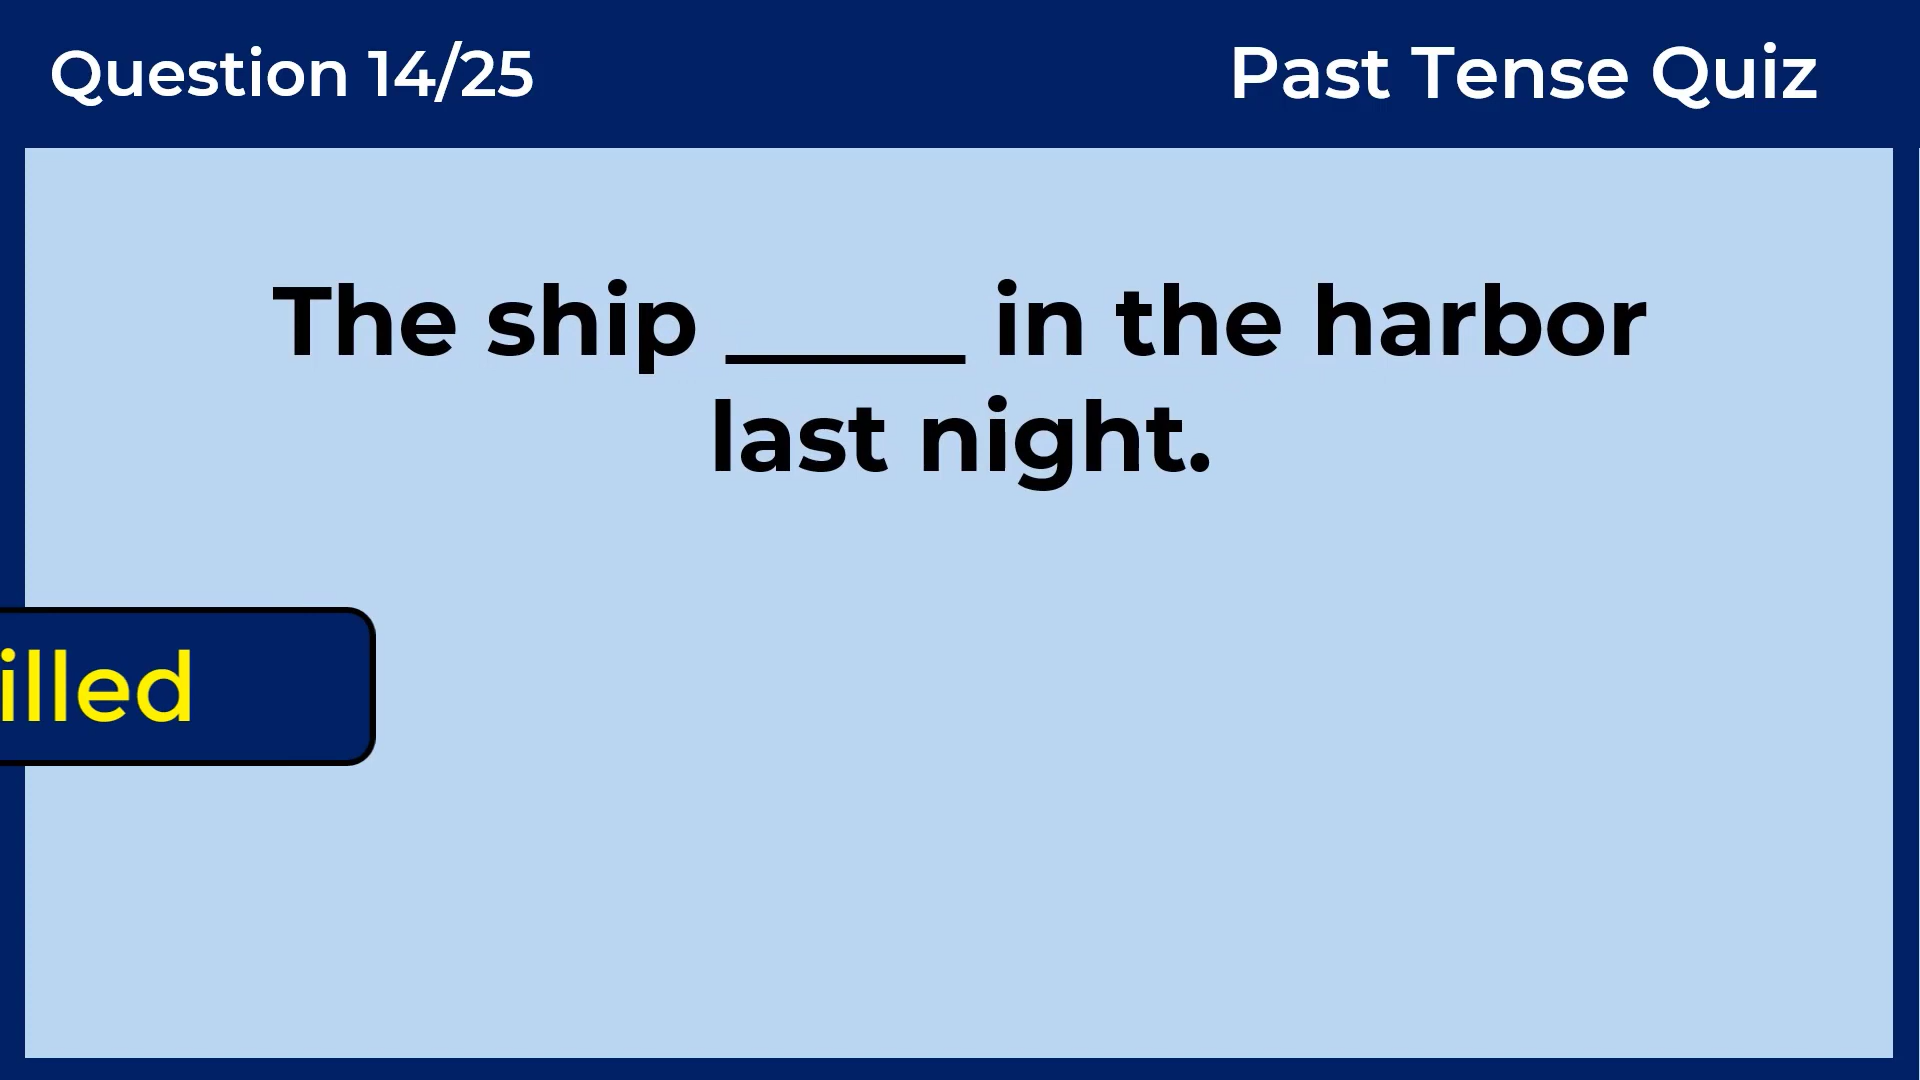 Question 14/25
Past Tense Quiz
The ship _____ in the harbor
last night.
illed